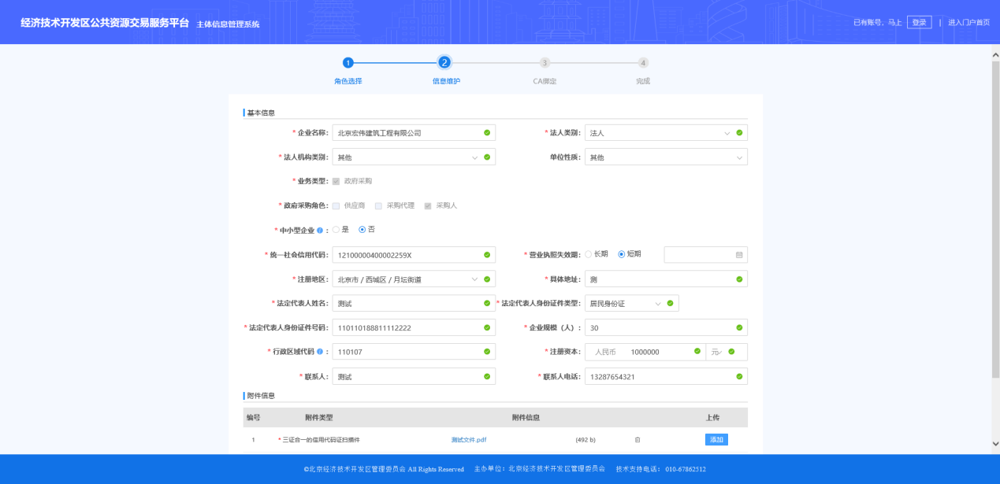 经济技术开发区公共资源交易服务平台 主体信息管理系统 已有账号，马上 登录 | 进入门户首页
1 2 3 4
角色选择 信息维护 CA绑定 完成
基本信息
* 企业名称： 北京宏伟建筑工程有限公司 * 法人类别： 法人
* 法人机构类别： 其他 单位性质： 其他
* 业务类型： 政府采购
* 政府采购角色： 供应商 采购代理 采购人
* 中小型企业 ： 是 否
* 统一社会信用代码： 12100000400002259X * 营业执照失效期： 长期 短期
* 注册地区： 北京市 / 西城区 / 月坛街道 * 具体地址： 测
* 法定代表人姓名： 测试 * 法定代表人身份证件类型： 居民身份证
* 法定代表人身份证件号码： 110110188811112222 * 企业规模（人）： 30
* 行政区域代码 ： 110107 * 注册资本： 人民币 1000000 元
* 联系人： 测试 * 联系人电话： 13287654321
附件信息
编号 附件类型 附件信息 上传
1 * 三证合一的信用代码证扫描件 测试文件.pdf (492 b) 添加
©北京经济技术开发区管理委员会 All Rights Reserved 主办单位：北京经济技术开发区管理委员会 技术支持电话： 010-67862512